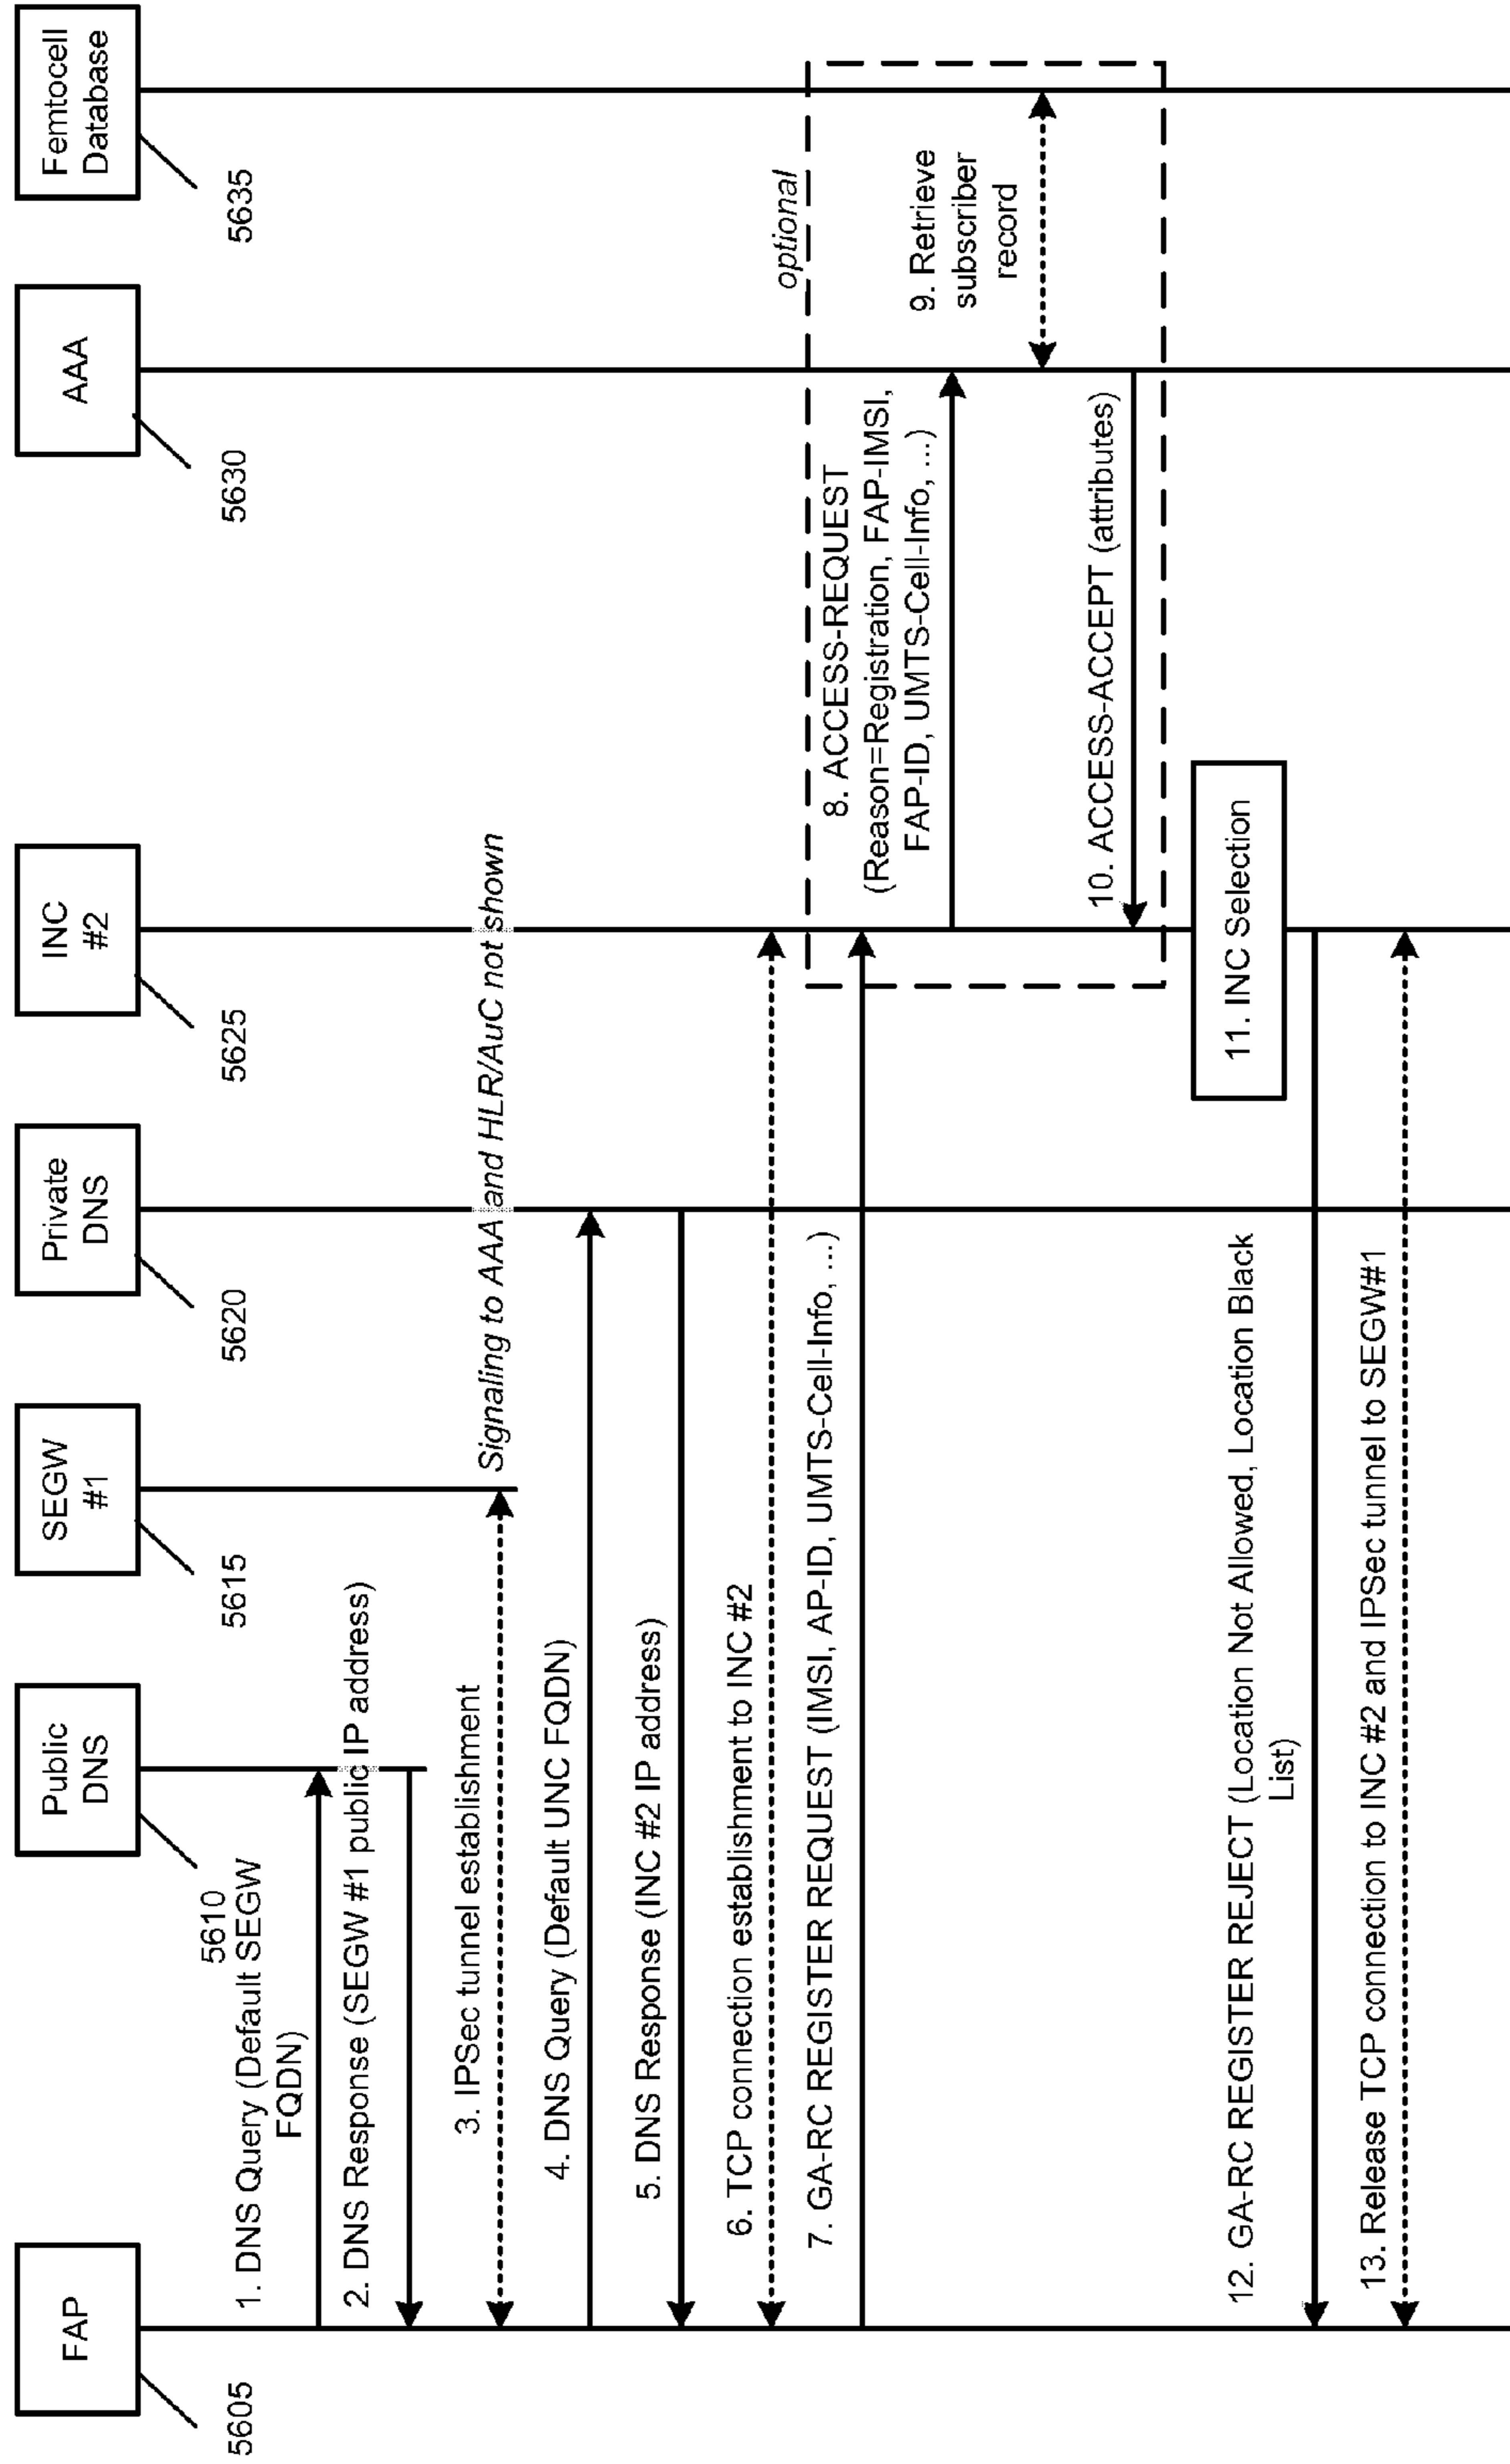 FAP
Public
DNS
SEGW
#1
Private
DNS
INC
#2
AAA
Femtocell
Database
5605
5610
5615
5620
5625
5630
5635
1. DNS Query (Default SEGW
FQDN)
2. DNS Response (SEGW #1 public IP address)
3. IPSec tunnel establishment
Signaling to AAA and HLR/AuC not shown
4. DNS Query (Default UNC FQDN)
5. DNS Response (INC #2 IP address)
6. TCP connection establishment to INC #2
7. GA-RC REGISTER REQUEST (IMSI, AP-ID, UMTS-Cell-Info, ...)
optional
8. ACCESS-REQUEST
(Reason=Registration, FAP-IMSI,
FAP-ID, UMTS-Cell-Info, ...)
9. Retrieve
subscriber
record
10. ACCESS-ACCEPT (attributes)
11. INC Selection
12. GA-RC REGISTER REJECT (Location Not Allowed, Location Black
List)
13. Release TCP connection to INC #2 and IPSec tunnel to SEGW#1